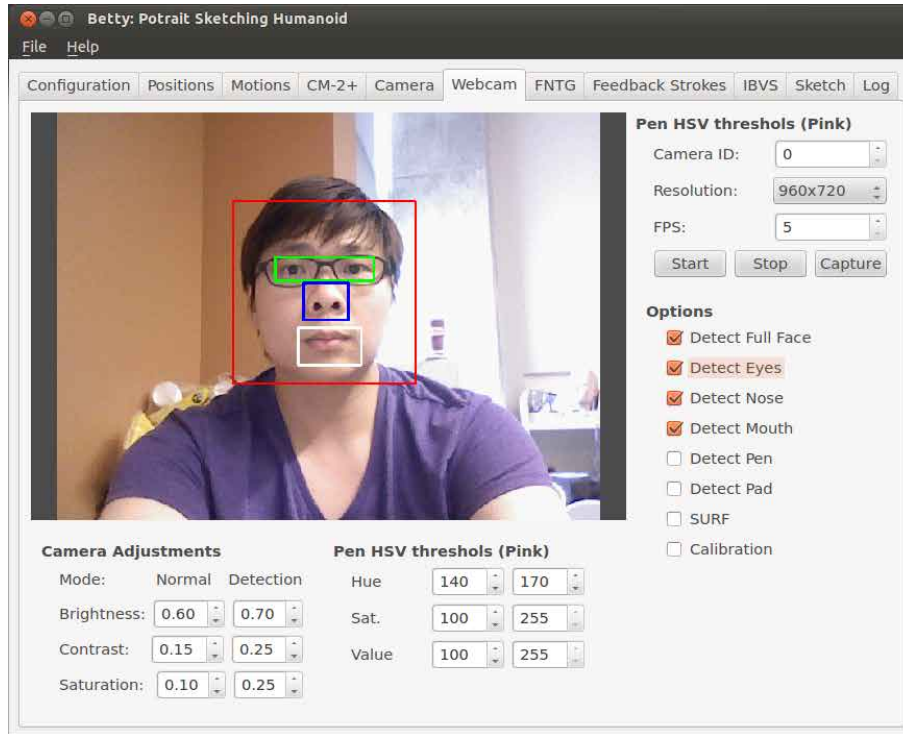 Betty: Potrait Sketching Humanoid
File Help
Configuration Positions Motions CM-2+ Camera Webcam FNTG Feedback Strokes IBVS Sketch Log
Pen HSV threshols (Pink)
Camera ID: 0
Resolution: 960x720
FPS: 5
Start Stop Capture
Options
Detect Full Face
Detect Eyes
Detect Nose
Detect Mouth
Detect Pen
Detect Pad
SURF
Calibration
Camera Adjustments
Mode: Normal Detection
Brightness: 0.60 0.70
Contrast: 0.15 0.25
Saturation: 0.10 0.25
Pen HSV threshols (Pink)
Hue 140 170
Sat. 100 255
Value 100 255